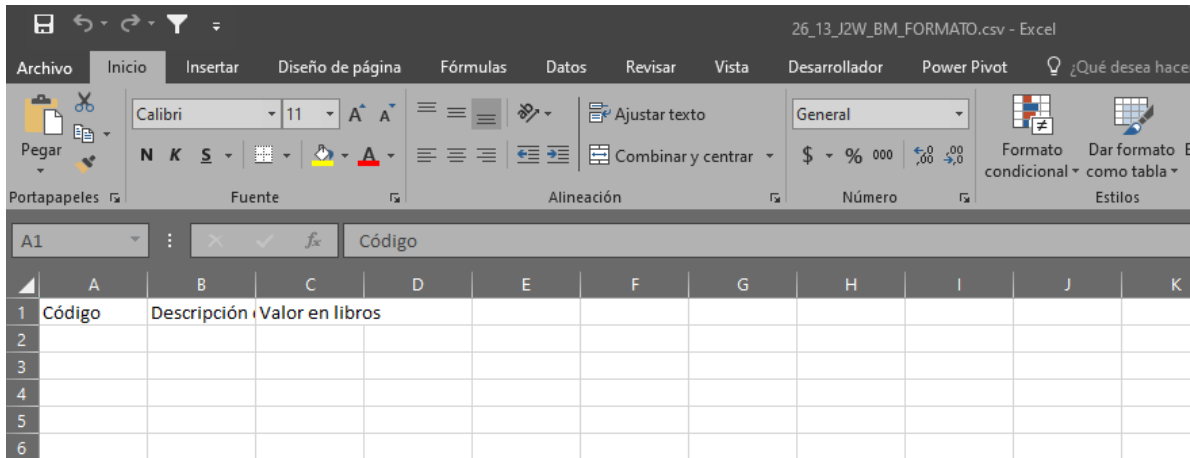 26_13_J2W_BM_FORMATO.csv - Excel
Archivo Inicio Insertar Diseño de página Fórmulas Datos Revisar Vista Desarrollador Power Pivot ¿Qué desea hace
Calibri 11 A A Ajustar texto General
Pegar N K S A Combinar y centrar $ % 000 Formato condicional Dar formato como tabla
Portapapeles Fuente Alineación Número Estilos
A1 fx Código
A B C D E F G H I J K
1 Código Descripción Valor en libros
2
3
4
5
6